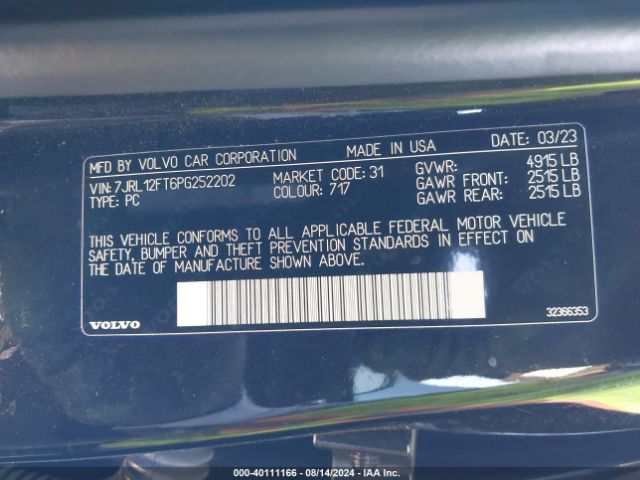 MFD BY VOLVO CAR CORPORATION MADE IN USA DATE: 03/23
VIN: 7JRL12FT6PG252202 MARKET CODE: 31 GVWR: 4915 LB
TYPE: PC COLOUR: 717 GAWR FRONT: 2515 LB
GAWR REAR: 2515 LB
THIS VEHICLE CONFORMS TO ALL APPLICABLE FEDERAL MOTOR VEHICLE
SAFETY, BUMPER AND THEFT PREVENTION STANDARDS IN EFFECT ON
THE DATE OF MANUFACTURE SHOWN ABOVE.
VOLVO 32366353
000-40111166 - 08/14/2024 - IAA Inc.